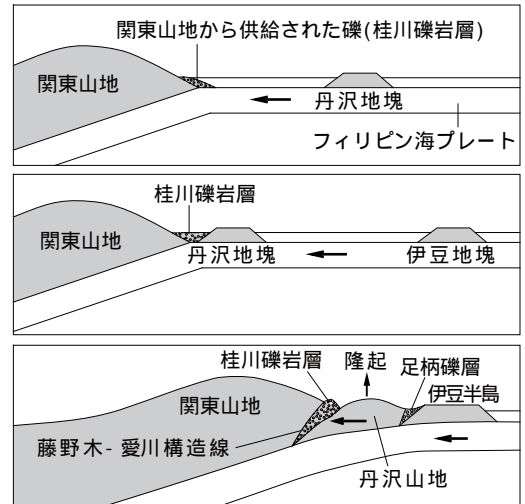 関東山地から供給された礫(桂川礫岩層)
関東山地
丹沢地塊
フィリピン海プレート
桂川礫岩層
関東山地
丹沢地塊
伊豆地塊
桂川礫岩層
隆起
足柄礫層
伊豆半島
関東山地
藤野木-愛川構造線
丹沢山地